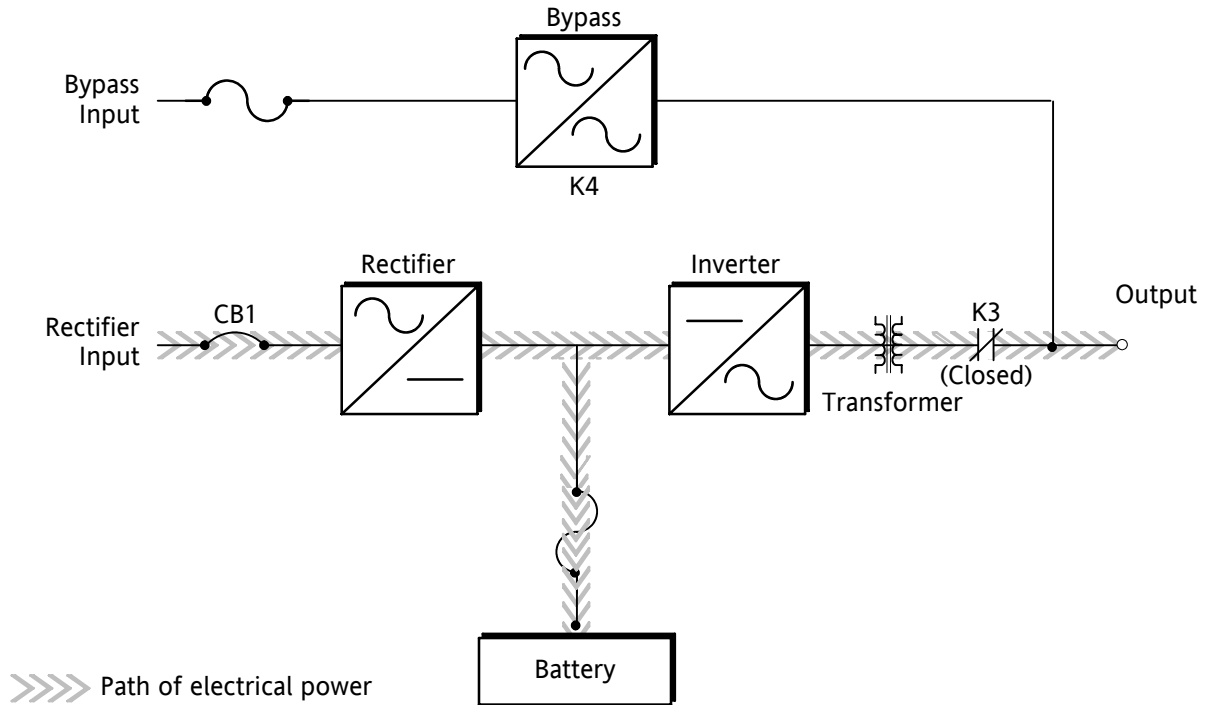 Bypass
Bypass
Input
K4
Rectifier
Inverter
Output
CB1
K3
Rectifier
Input
(Closed)
Transformer
Battery
Path of electrical power